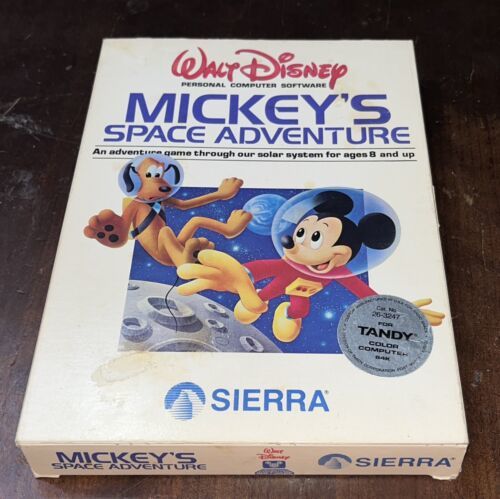 Walt Disney
PERSONAL COMPUTER SOFTWARE
MICKEY'S
SPACE ADVENTURE
An adventure game through our solar system for ages 8 and up
Cat. No.
26-3247
FOR
TANDY®
COLOR
COMPUTER
64K
SIERRA®
MICKEY'S
SPACE ADVENTURE
Walt
Disney
SIERRA®